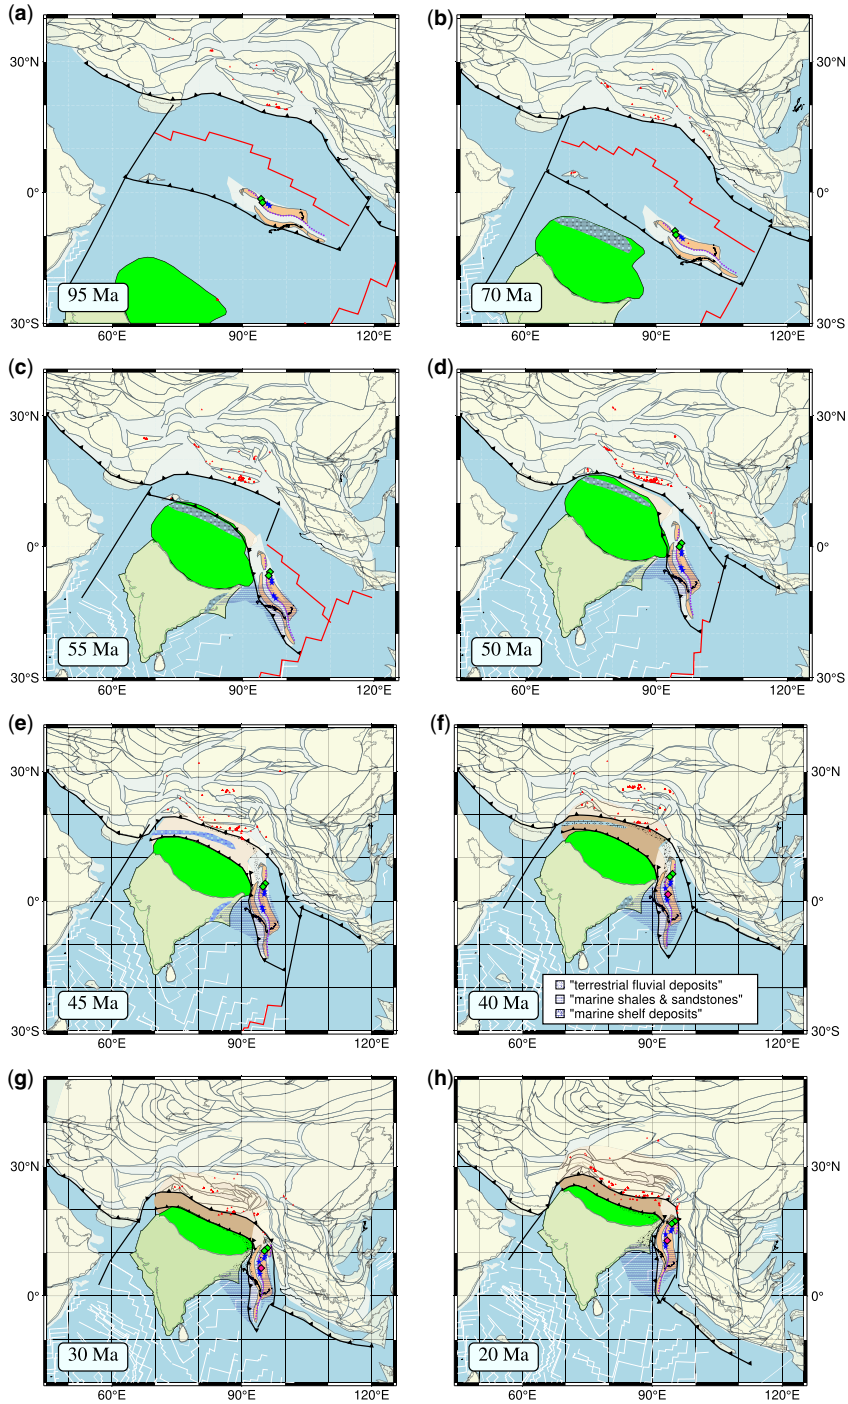 (a)
(b)
30°N
30°N
0°
0°
95 Ma
70 Ma
30°S
30°S
60°E
90°E
120°E
60°E
90°E
120°E
(c)
(d)
30°N
30°N
0°
0°
55 Ma
50 Ma
30°S
30°S
60°E
90°E
120°E
60°E
90°E
120°E
(e)
(f)
30°N
30°N
0°
0°
"terrestrial fluvial deposits"
"marine shales & sandstones"
"marine shelf deposits"
45 Ma
40 Ma
30°S
30°S
60°E
90°E
120°E
60°E
90°E
120°E
(g)
(h)
30°N
30°N
0°
0°
30 Ma
20 Ma
60°E
90°E
120°E
60°E
90°E
120°E